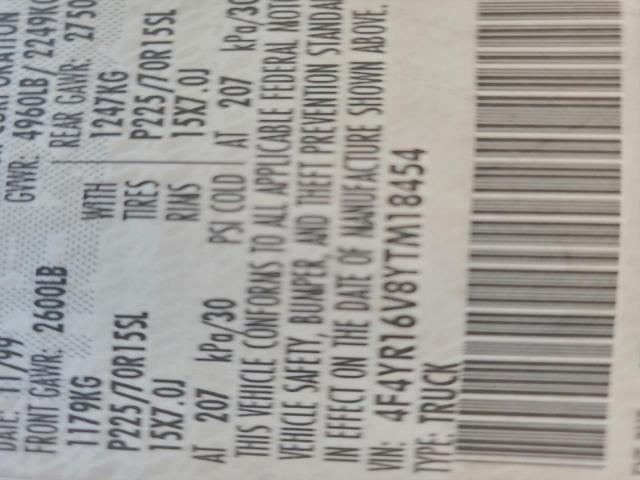 CORPORATION
DATE: 11/99 GVWR: 4960LB/2249KG
FRONT GAWR: 2600LB REAR GAWR: 2750
1179KG WITH 1247KG
P225/70R15SL TIRES P225/70R15SL
15X7.0J RIMS 15X7.0J
AT 207 kPa/30 PSI COLD AT 207 kPa/30
THIS VEHICLE CONFORMS TO ALL APPLICABLE FEDERAL MOTO
VEHICLE SAFETY, BUMPER, AND THEFT PREVENTION STANDA
IN EFFECT ON THE DATE OF MANUFACTURE SHOWN ABOVE.
VIN: 4F4YR16V8YTM18454
TYPE: TRUCK